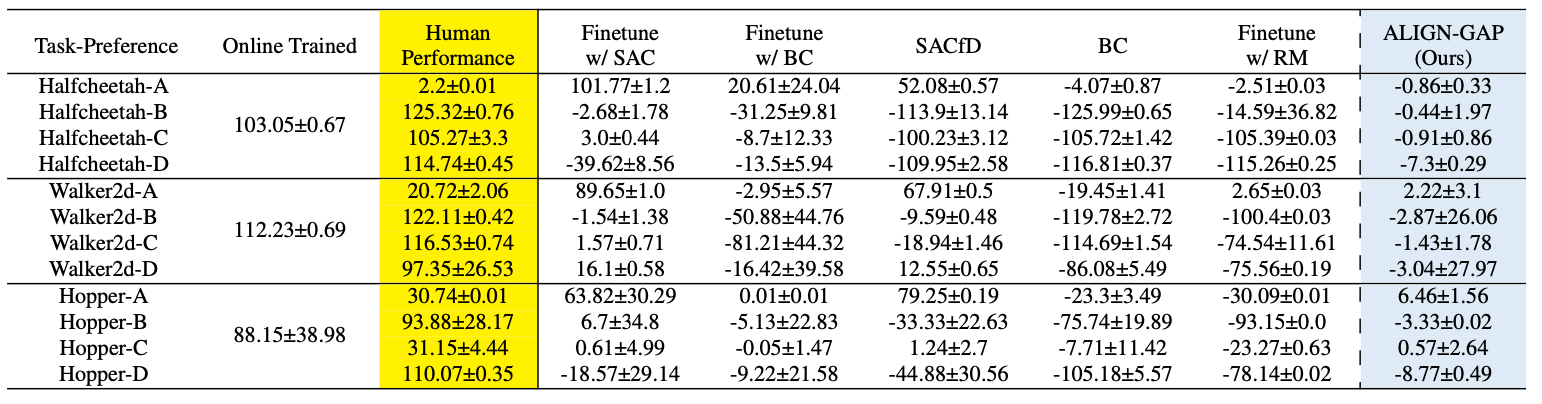 Task-Preference Online Trained Human Performance Finetune w/ SAC Finetune w/ BC SACfD BC Finetune w/ RM ALIGN-GAP (Ours)
Halfcheetah-A 2.2±0.01 101.77±1.2 20.61±24.04 52.08±0.57 -4.07±0.87 -2.51±0.03 -0.86±0.33
Halfcheetah-B 125.32±0.76 -2.68±1.78 -31.25±9.81 -113.9±13.14 -125.99±0.65 -14.59±36.82 -0.44±1.97
103.05±0.67
Halfcheetah-C 105.27±3.3 3.0±0.44 -8.7±12.33 -100.23±3.12 -105.72±1.42 -105.39±0.03 -0.91±0.86
Halfcheetah-D 114.74±0.45 -39.62±8.56 -13.5±5.94 -109.95±2.58 -116.81±0.37 -115.26±0.25 -7.3±0.29
Walker2d-A 20.72±2.06 89.65±1.0 -2.95±5.57 67.91±0.5 -19.45±1.41 2.65±0.03 2.22±3.1
Walker2d-B 122.11±0.42 -1.54±1.38 -50.88±44.76 -9.59±0.48 -119.78±2.72 -100.4±0.03 -2.87±26.06
112.23±0.69
Walker2d-C 116.53±0.74 1.57±0.71 -81.21±44.32 -18.94±1.46 -114.69±1.54 -74.54±11.61 -1.43±1.78
Walker2d-D 97.35±26.53 16.1±0.58 -16.42±39.58 12.55±0.65 -86.08±5.49 -75.56±0.19 -3.04±27.97
Hopper-A 30.74±0.01 63.82±30.29 0.01±0.01 79.25±0.19 -23.3±3.49 -30.09±0.01 6.46±1.56
Hopper-B 93.88±28.17 6.7±34.8 -5.13±22.83 -33.33±22.63 -75.74±19.89 -93.15±0.0 -3.33±0.02
88.15±38.98
Hopper-C 31.15±4.44 0.61±4.99 -0.05±1.47 1.24±2.7 -7.71±11.42 -23.27±0.63 0.57±2.64
Hopper-D 110.07±0.35 -18.57±29.14 -9.22±21.58 -44.88±30.56 -105.18±5.57 -78.14±0.02 -8.77±0.49